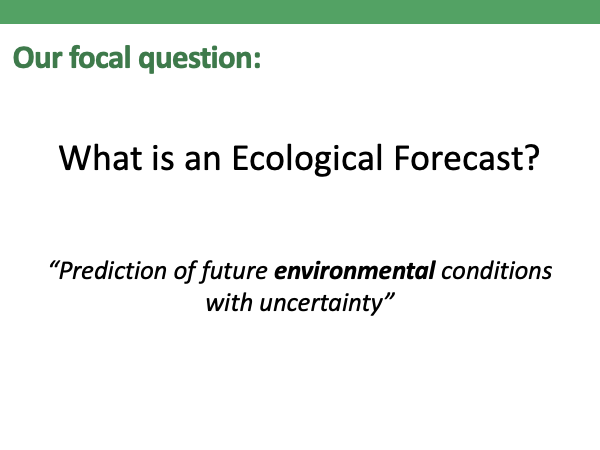 Our focal question:
What is an Ecological Forecast?
“Prediction of future environmental conditions
with uncertainty”